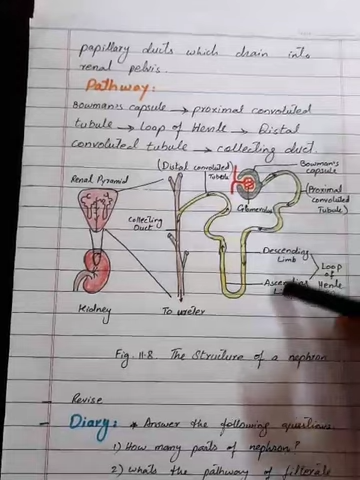 papillary ducts which drain into
renal pelvis.
Pathway:
Bowman's capsule → proximal convoluted
tubule → Loop of Henle → Distal
convoluted tubule → collecting duct.
Renal Pyramid
(Distal convoluted
Tubule)
Bowman's
capsule
Glomerulus
(Proximal
convoluted
Tubule)
Collecting
Duct
Descending
Limb
Ascending
Loop
of
Henle
Kidney
To ureter
Fig. 11.8. The Structure of a nephron
Revise
Diary: * Answer the following questions.
1) How many parts of nephron?
2) Whats the pathway of filterate